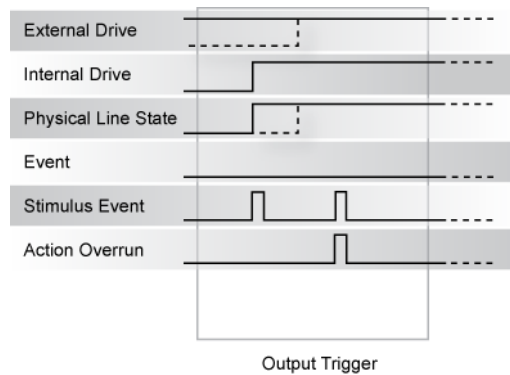 External Drive
Internal Drive
Physical Line State
Event
Stimulus Event
Action Overrun
Output Trigger